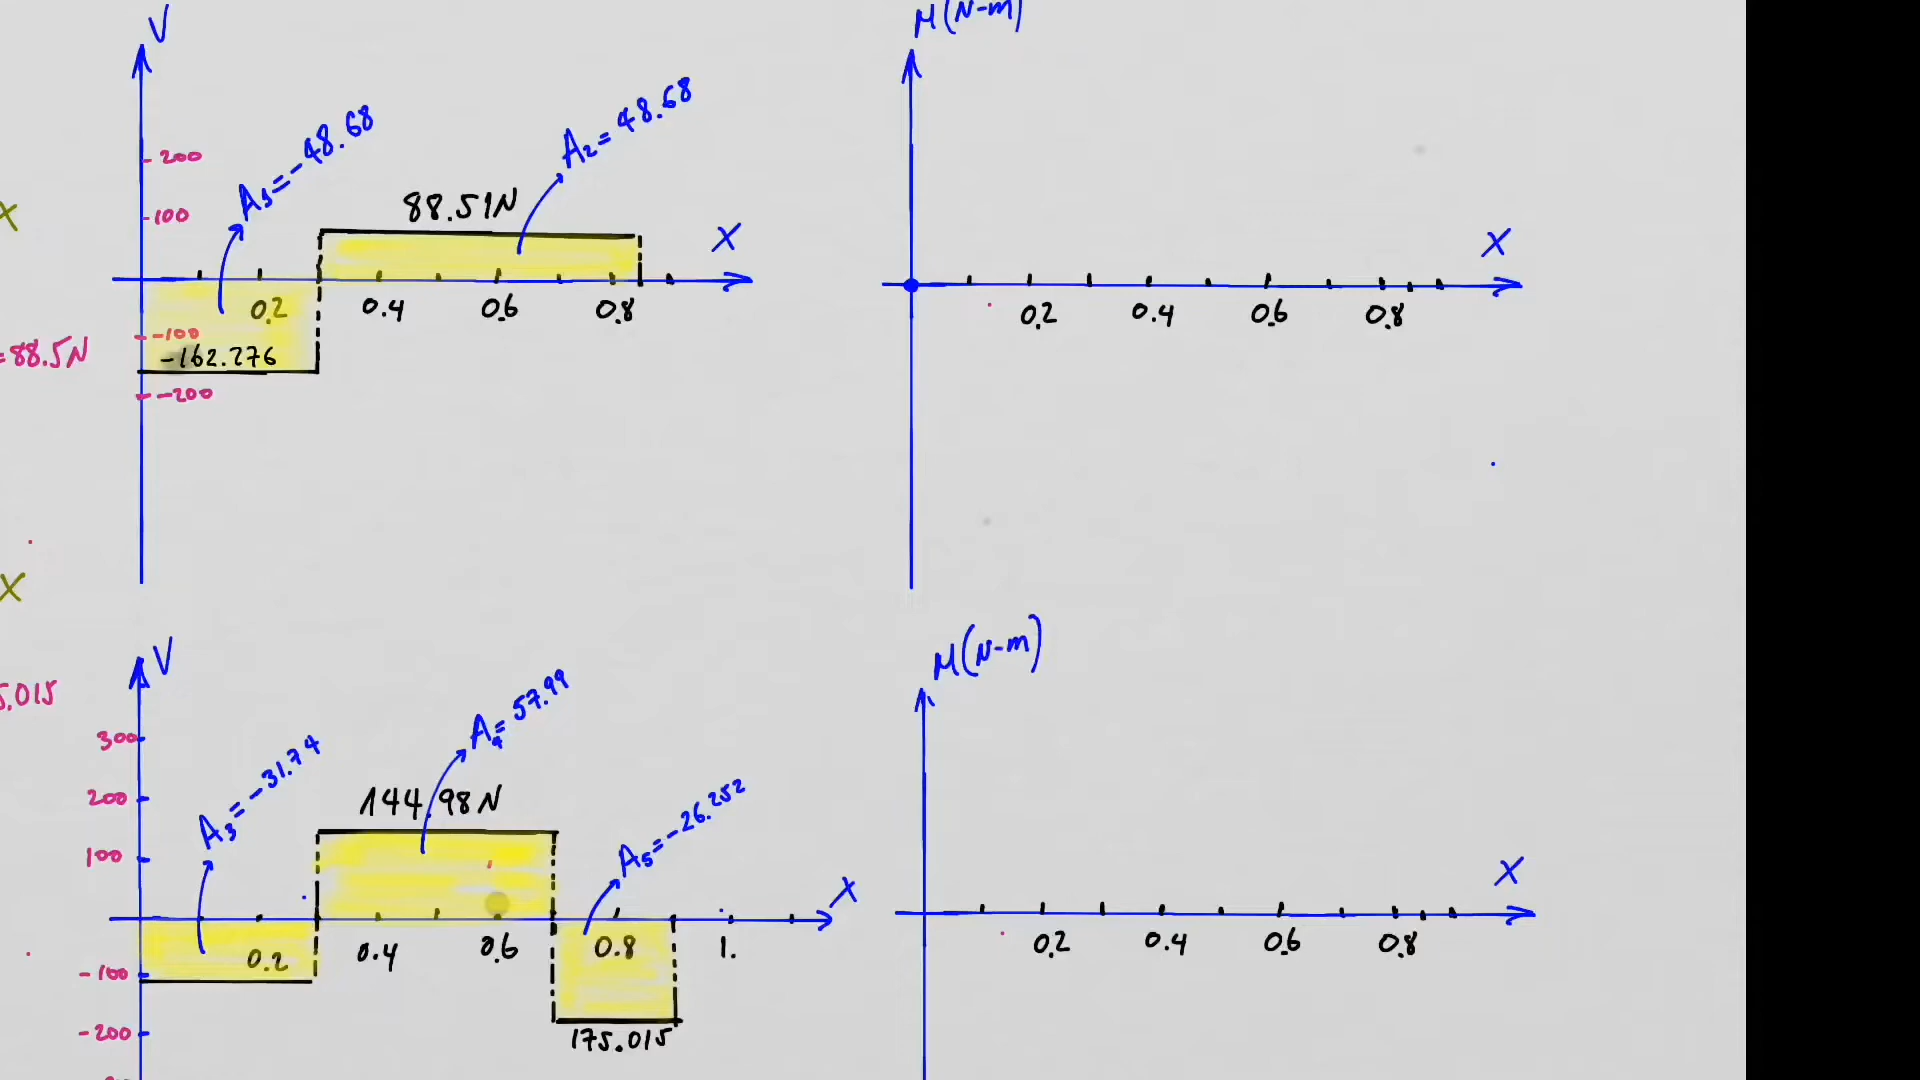 V
M(N-m)
A1=-48.68
A2=48.68
200
100
88.51N
X
X
X
0.2
0.4
0.6
0.8
0.2
0.4
0.6
0.8
-100
-162.276
=88.5N
-200
X
V
M(N-m)
5.015
300
A3=-31.74
A4=57.99
200
144.98N
A5=-26.252
100
X
X
0.2
0.4
0.6
0.8
1.
0.2
0.4
0.6
0.8
-100
-200
175.015